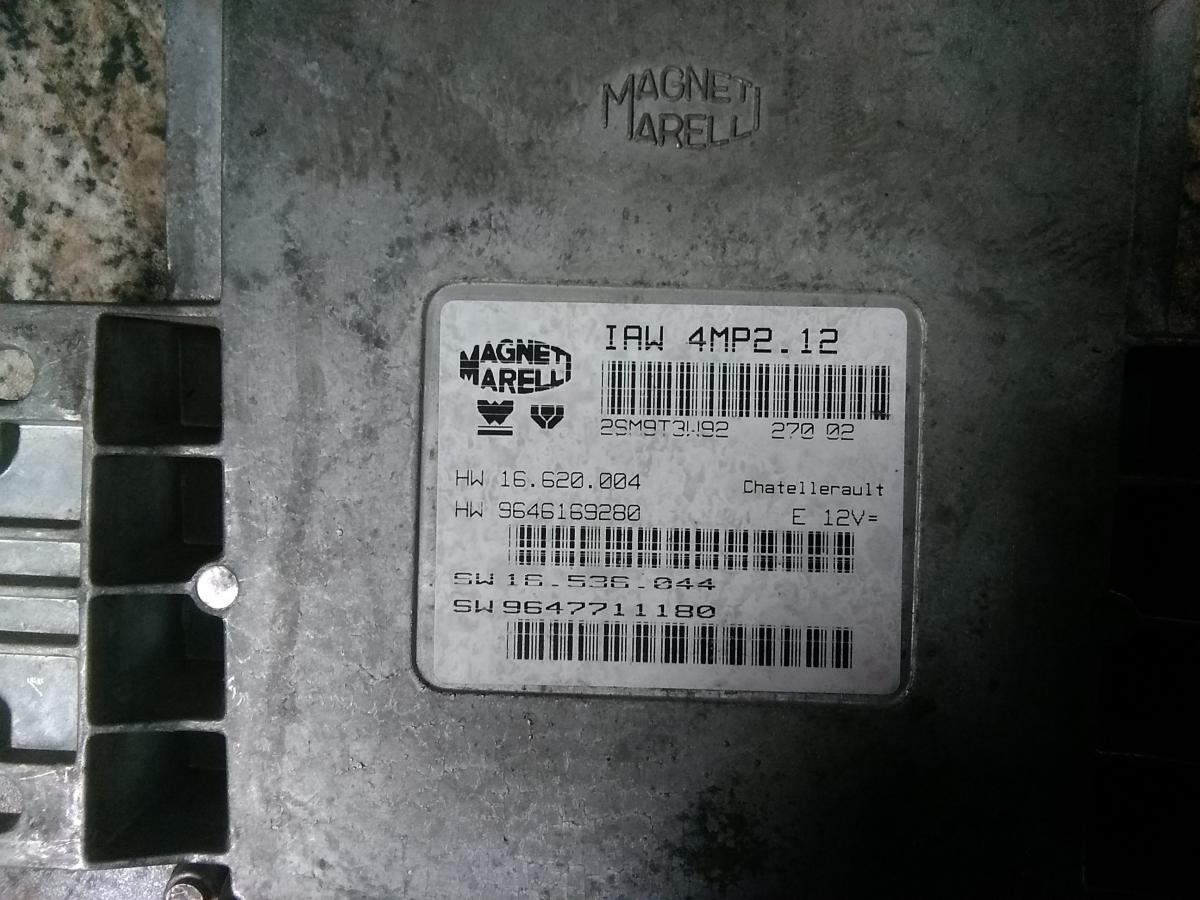 MAGNETI
MARELLI
IAW 4MP2.12
MAGNETI
MARELLI
2SM9T3W92 270 02
HW 16.620.004 Chatellerault
HW 9646169280 E 12V=
SW 16.536.044
SW 9647711180